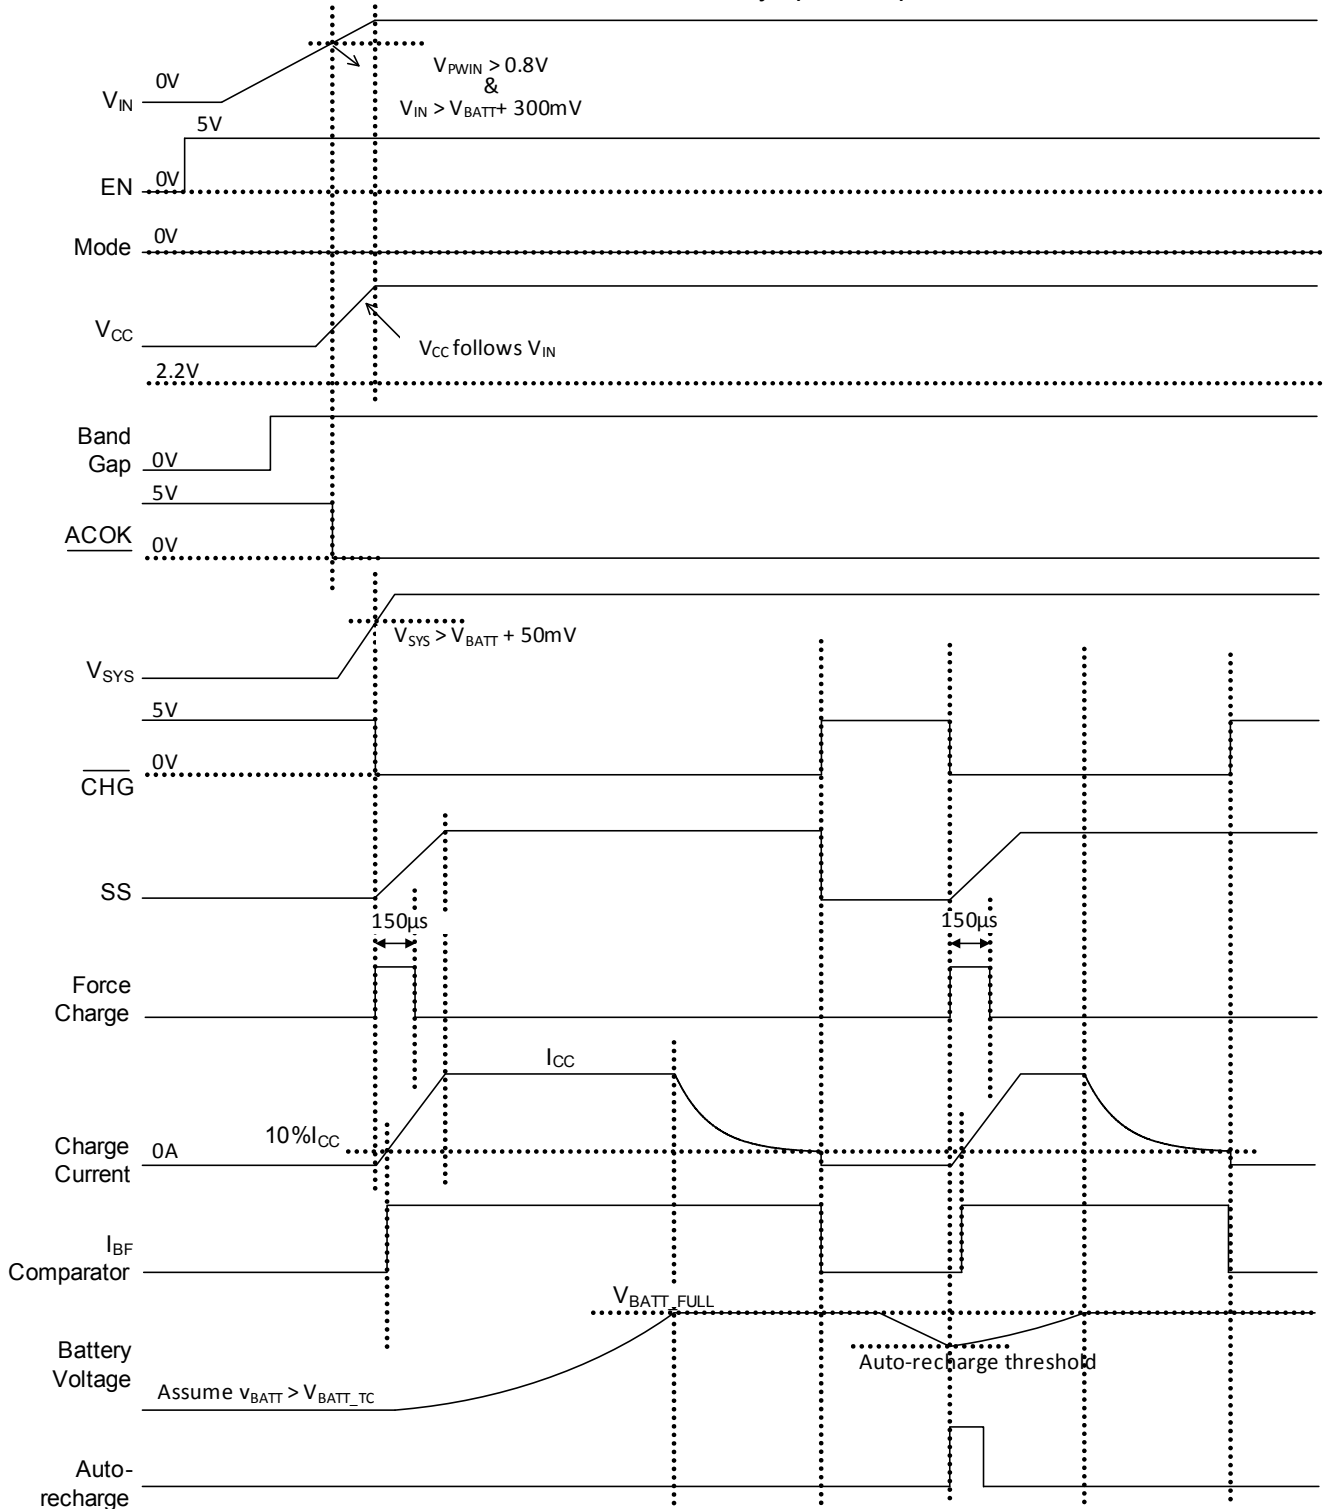 0V
V_PWIN > 0.8V
&
V_IN > V_BATT + 300mV
V_IN
5V
EN
0V
Mode
0V
V_CC
V_CC follows V_IN
2.2V
Band
Gap
0V
5V
ACOK
0V
V_SYS > V_BATT + 50mV
V_SYS
5V
0V
CHG
SS
150µs
150µs
Force
Charge
I_CC
10%I_CC
Charge
Current
0A
I_BF
Comparator
V_BATT_FULL
Battery
Voltage
Auto-recharge threshold
Assume v_BATT > V_BATT_TC
Auto-
recharge